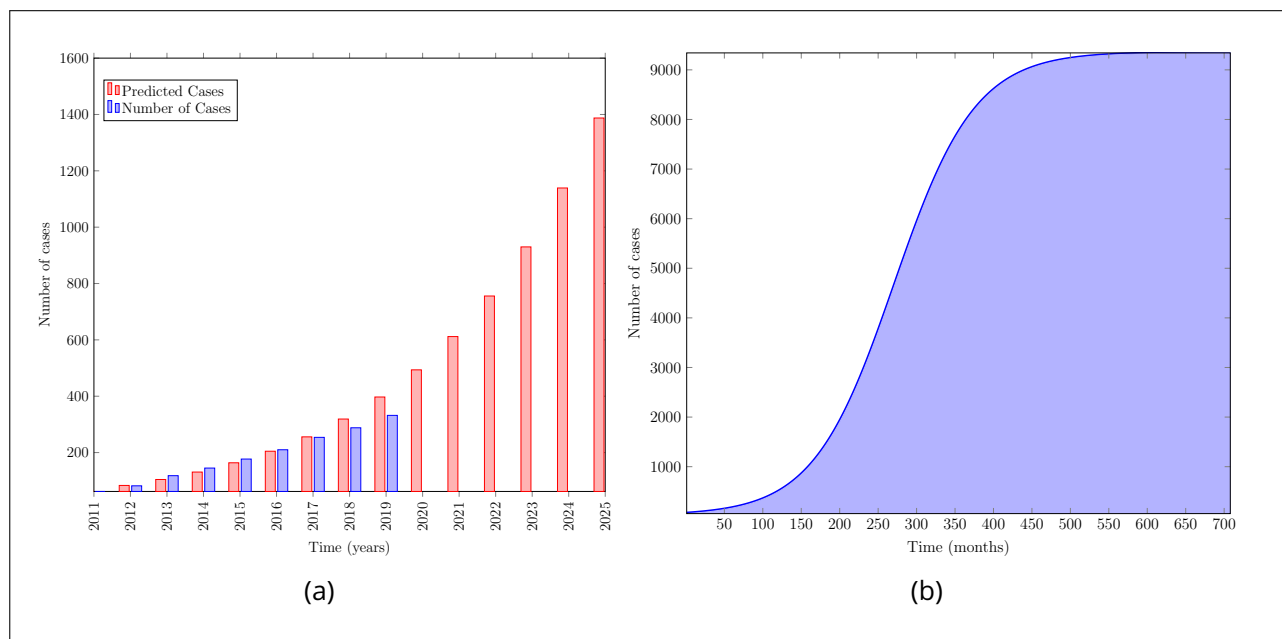 1600
1400
1200
1000
800
600
400
200
Number of cases
Predicted Cases
Number of Cases
2011 2012 2013 2014 2015 2016 2017 2018 2019 2020 2021 2022 2023 2024 2025
Time (years)
(a)
9000
8000
7000
6000
5000
4000
3000
2000
1000
Number of cases
50 100 150 200 250 300 350 400 450 500 550 600 650 700
Time (months)
(b)